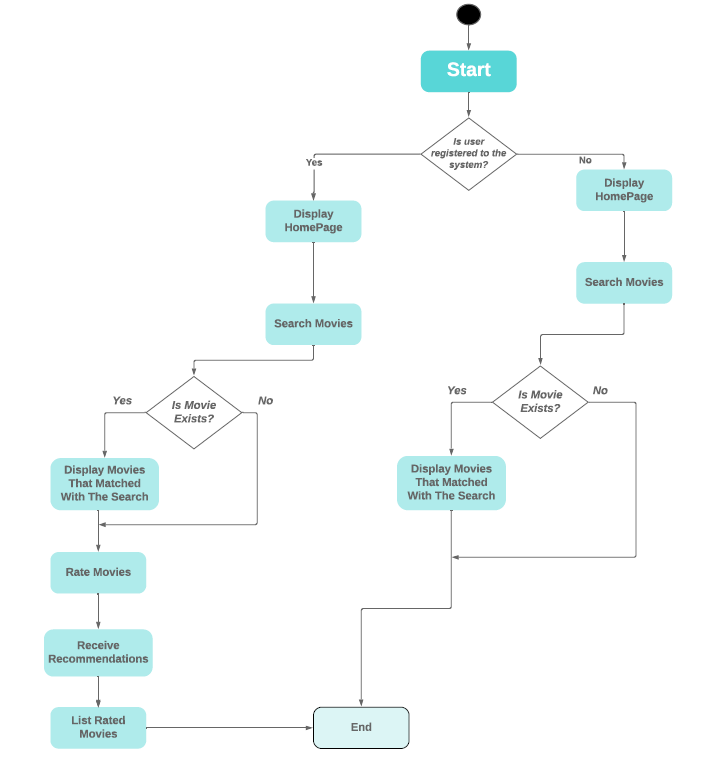 Start
Is user
registered to the
system?
Yes
No
Display
HomePage
Display
HomePage
Search Movies
Search Movies
Yes
Is Movie
Exists?
No
Yes
Is Movie
Exists?
No
Display Movies
That Matched
With The Search
Display Movies
That Matched
With The Search
Rate Movies
Receive
Recommendations
List Rated
Movies
End